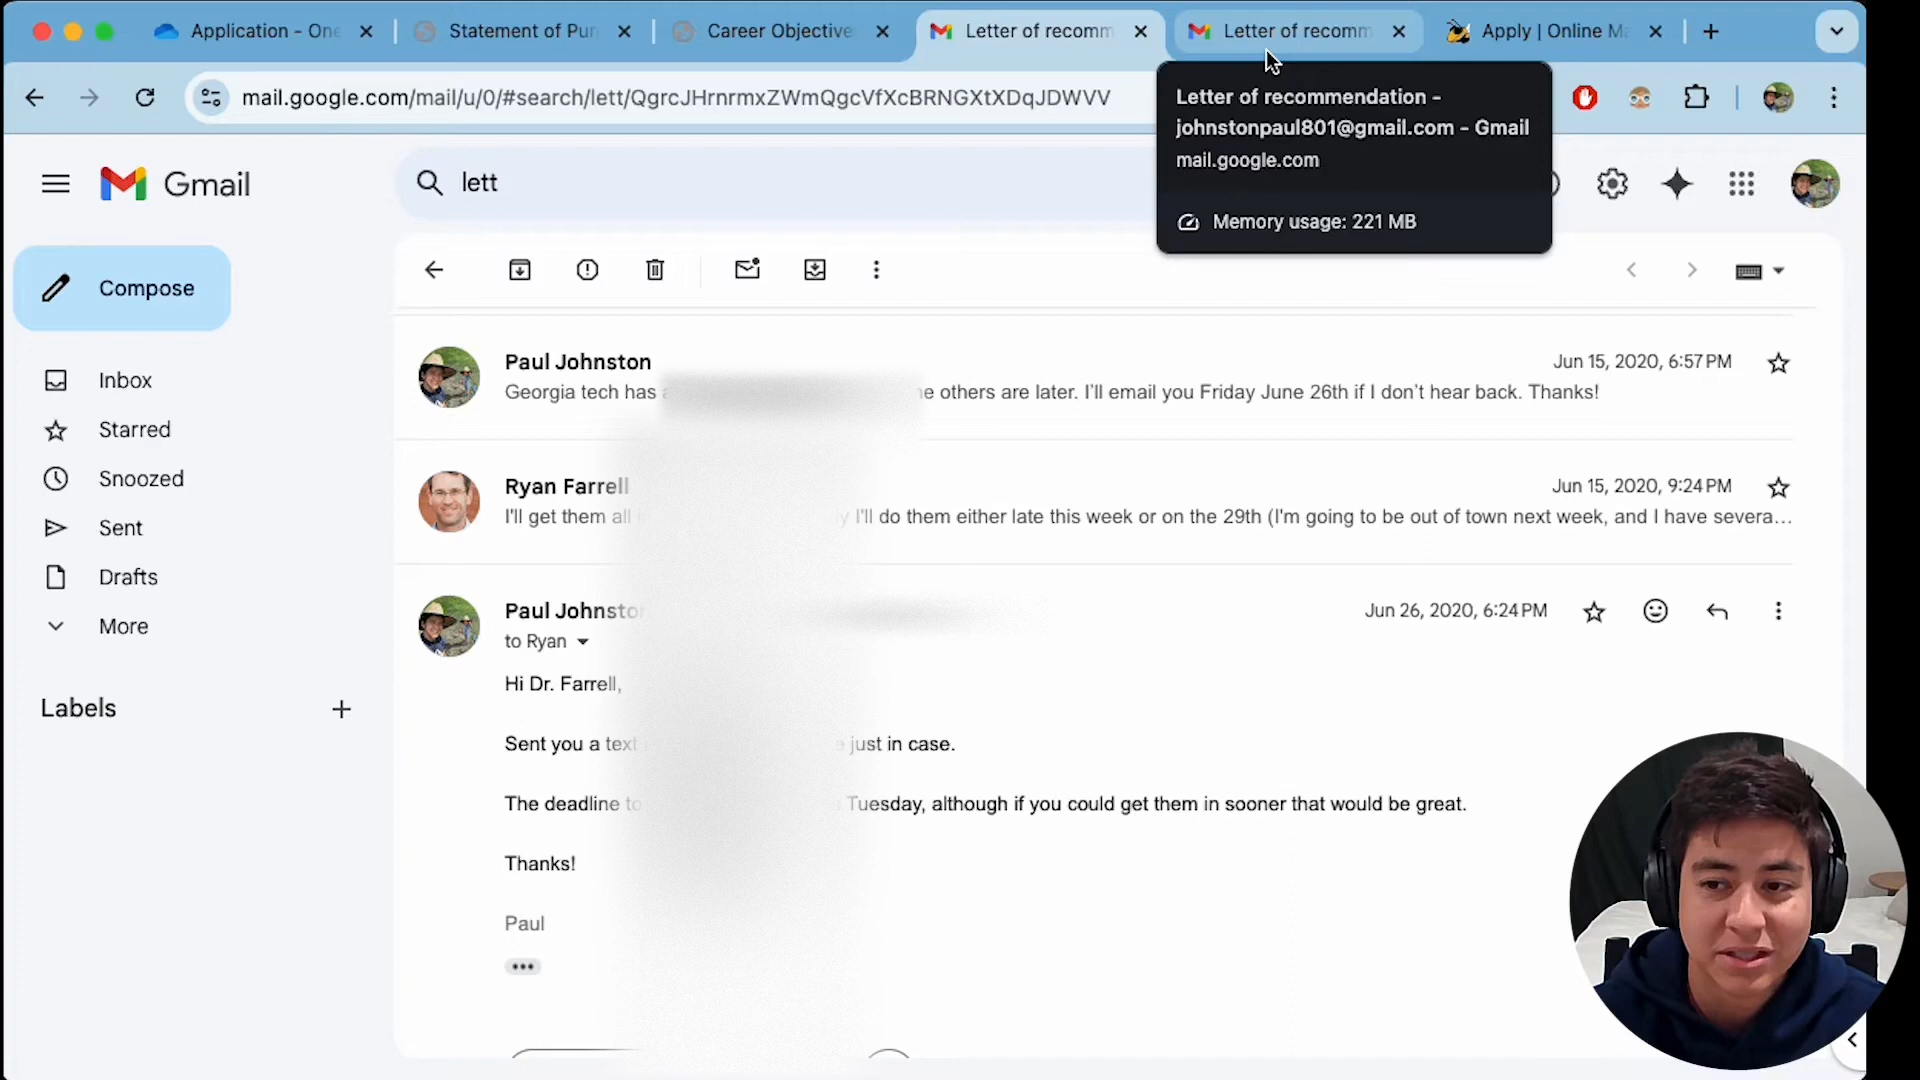 Application - One
Statement of Pur
Career Objective
Letter of recomm
Letter of recomm
Apply | Online Ma
mail.google.com/mail/u/0/#search/lett/QgrcJHrnrmxZWmQgcVfXcBRNGXtXDqJDWVV
Letter of recommendation -
johnstonpaul801@gmail.com - Gmail
mail.google.com
Memory usage: 221 MB
Gmail
lett
Compose
Inbox
Starred
Snoozed
Sent
Drafts
More
Labels
Paul Johnston
Jun 15, 2020, 6:57 PM
Georgia tech has others are later. I'll email you Friday June 26th if I don't hear back. Thanks!
Ryan Farrell
Jun 15, 2020, 9:24 PM
I'll get them all I'll do them either late this week or on the 29th (I'm going to be out of town next week, and I have severa...
Paul Johnston
Jun 26, 2020, 6:24 PM
to Ryan
Hi Dr. Farrell,
Sent you a text just in case.
The deadline Tuesday, although if you could get them in sooner that would be great.
Thanks!
Paul